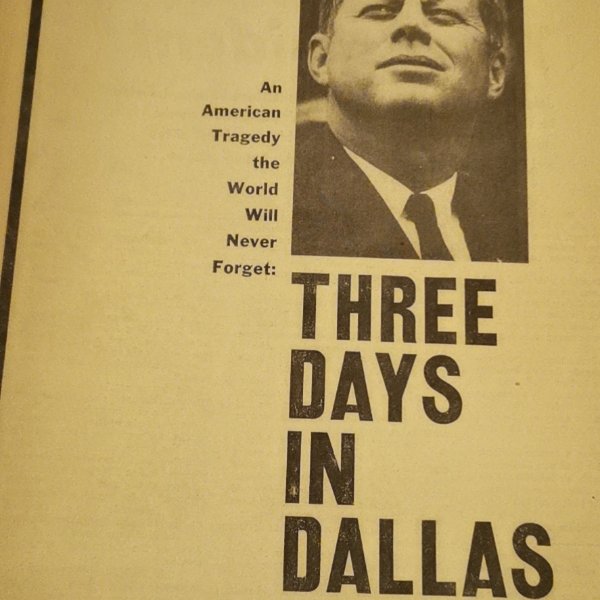 An
American
Tragedy
the
World
Will
Never
Forget:
THREE
DAYS
IN
DALLAS